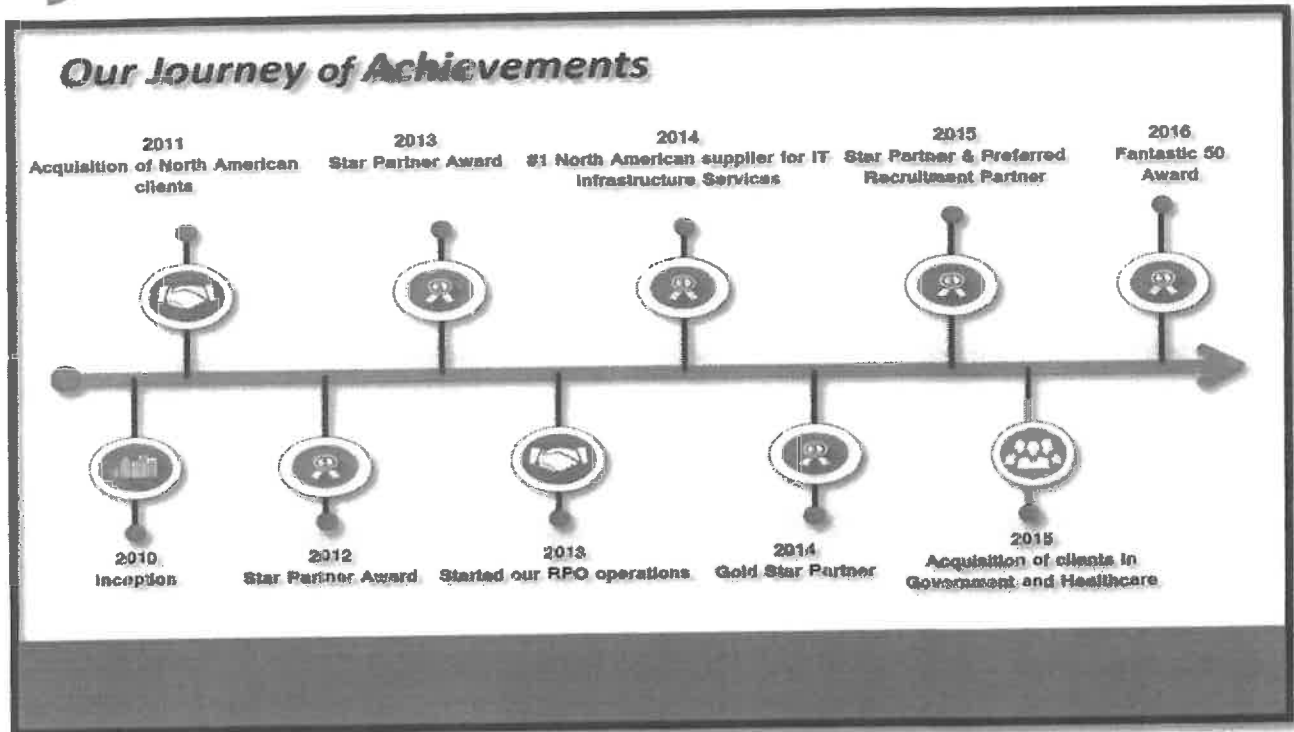 Our Journey of Achievements
2011
Acquisition of North American
clients
2013
Star Partner Award
2014
#1 North American supplier for IT
Infrastructure Services
2015
Star Partner & Preferred
Recruitment Partner
2016
Fantastic 50
Award
2010
Inception
2012
Star Partner Award
2013
Started our RPO operations
2014
Gold Star Partner
2015
Acquisition of clients in
Government and Healthcare